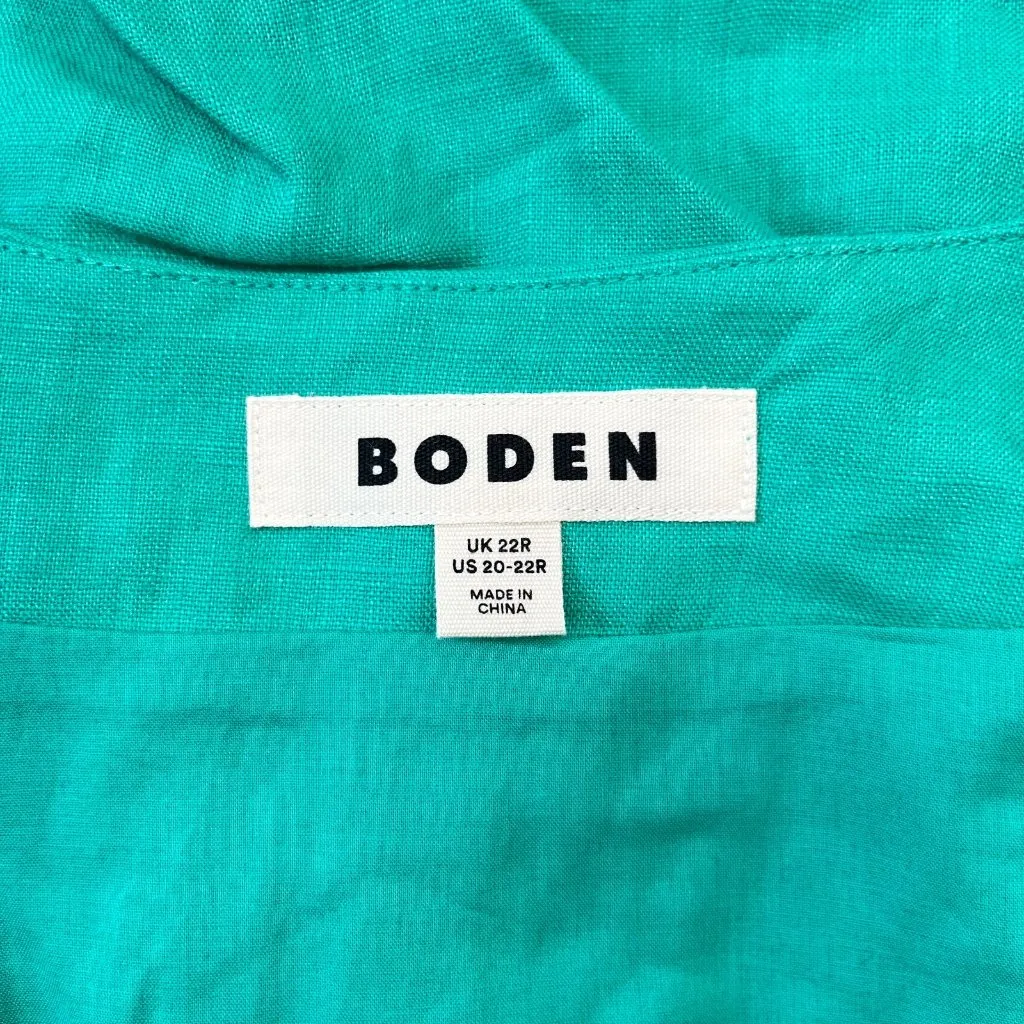 BODEN
UK 22R
US 20-22R
MADE IN
CHINA